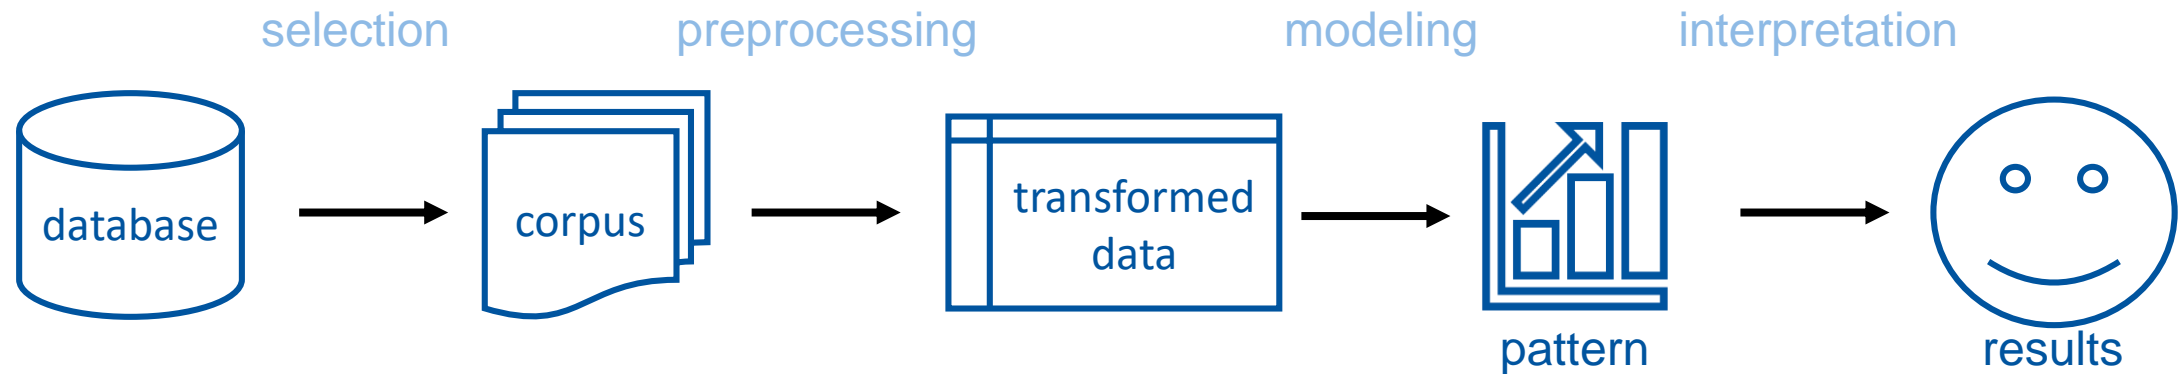 selection
preprocessing
modeling
interpretation
database
corpus
transformed
data
pattern
results